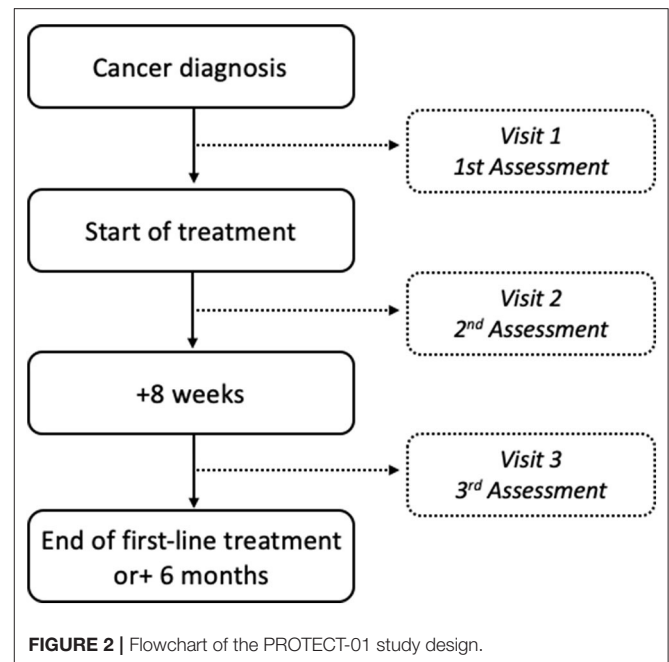 Cancer diagnosis
Visit 1
1st Assessment
Start of treatment
Visit 2
2nd Assessment
+8 weeks
Visit 3
3rd Assessment
End of first-line treatment
or+ 6 months
FIGURE 2 | Flowchart of the PROTECT-01 study design.